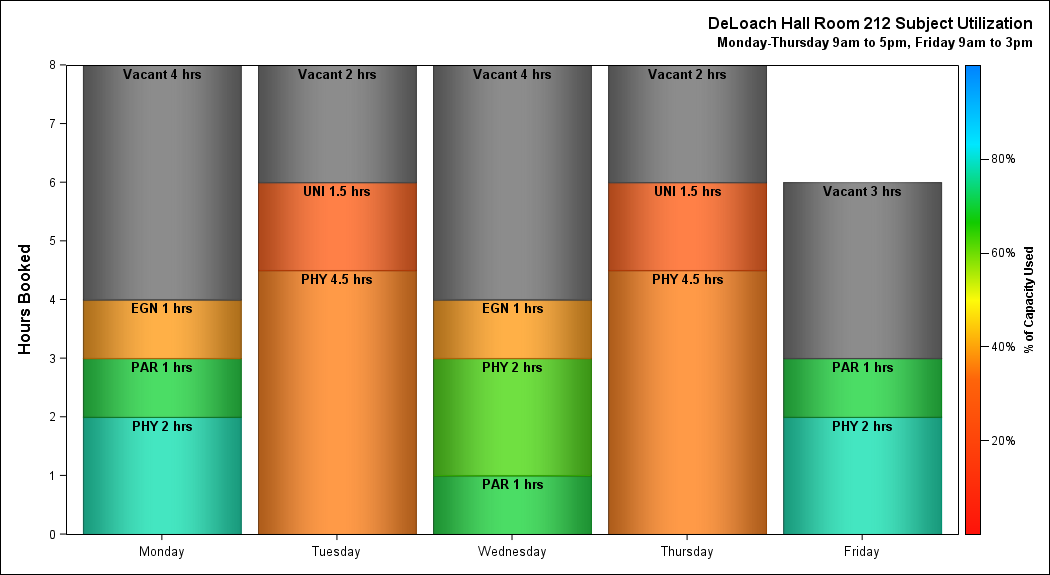 DeLoach Hall Room 212 Subject Utilization
Monday-Thursday 9am to 5pm, Friday 9am to 3pm
Hours Booked
8
7
6
5
4
3
2
1
0
Vacant 4 hrs
EGN 1 hrs
PAR 1 hrs
PHY 2 hrs
Monday
Vacant 2 hrs
UNI 1.5 hrs
PHY 4.5 hrs
Tuesday
Vacant 4 hrs
EGN 1 hrs
PHY 2 hrs
PAR 1 hrs
Wednesday
Vacant 2 hrs
UNI 1.5 hrs
PHY 4.5 hrs
Thursday
Vacant 3 hrs
PAR 1 hrs
PHY 2 hrs
Friday
80%
60%
40%
20%
% of Capacity Used